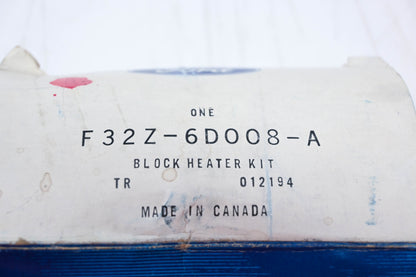 ONE
F32Z-6D008-A
BLOCK HEATER KIT
TR 012194
MADE IN CANADA